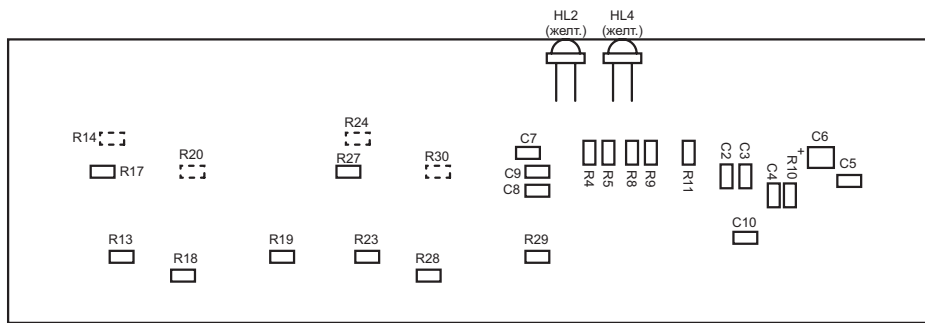 HL2 HL4
(желт.) (желт.)
R14 R24 C7 C6
R20 R27 R30 C9 C2 C3 + C5
R17 C8 R4 R5 R8 R9 R11 C4 R10
C10
R13 R19 R23 R29
R18 R28